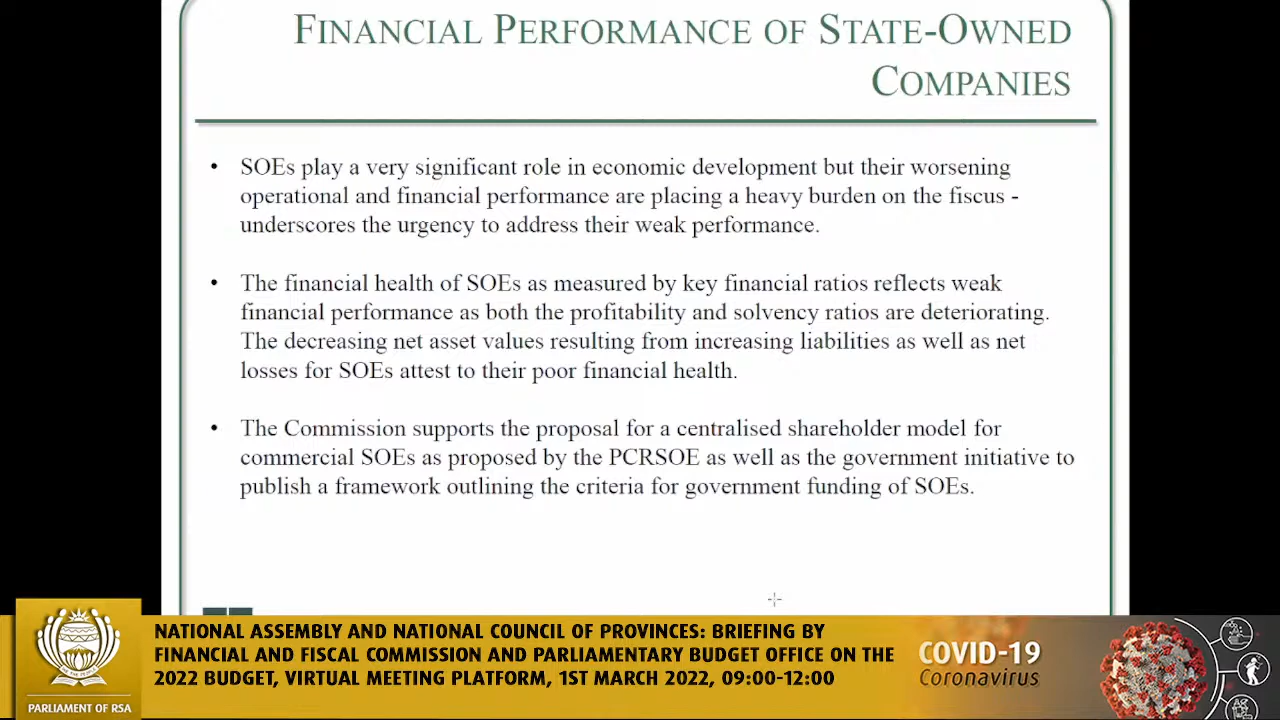 FINANCIAL PERFORMANCE OF STATE-OWNED
COMPANIES
• SOEs play a very significant role in economic development but their worsening
operational and financial performance are placing a heavy burden on the fiscus -
underscores the urgency to address their weak performance.
• The financial health of SOEs as measured by key financial ratios reflects weak
financial performance as both the profitability and solvency ratios are deteriorating.
The decreasing net asset values resulting from increasing liabilities as well as net
losses for SOEs attest to their poor financial health.
• The Commission supports the proposal for a centralised shareholder model for
commercial SOEs as proposed by the PCRSOE as well as the government initiative to
publish a framework outlining the criteria for government funding of SOEs.
NATIONAL ASSEMBLY AND NATIONAL COUNCIL OF PROVINCES: BRIEFING BY
FINANCIAL AND FISCAL COMMISSION AND PARLIAMENTARY BUDGET OFFICE ON THE
2022 BUDGET, VIRTUAL MEETING PLATFORM, 1ST MARCH 2022, 09:00-12:00
COVID-19
Coronavirus
PARLIAMENT OF RSA